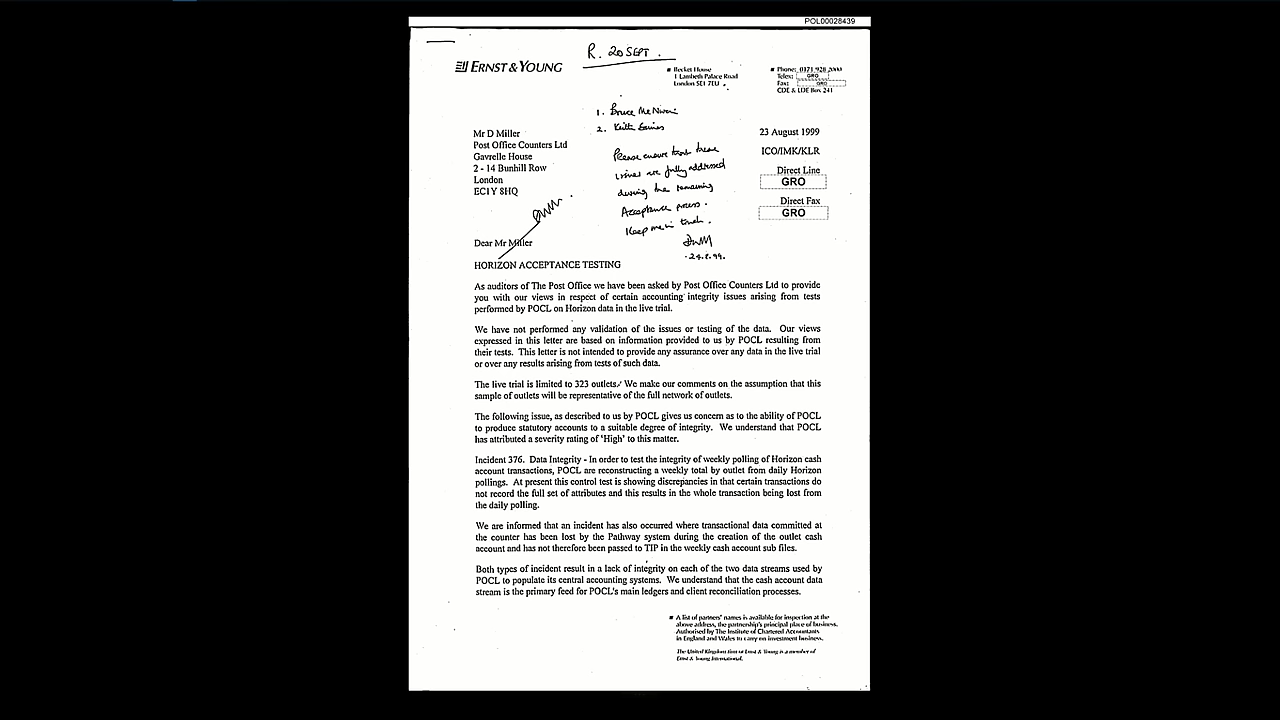 POL00028439
R. 20 SEPT.
ERNST & YOUNG
Becket House
1 Lambeth Palace Road
London SE1 7EU
Phone: 0171 928 2000
Telex: GRO
Fax: GRO
CDE & LDE Box 241
1. Bruce McNiven
2. Keith Baines
Mr D Miller
Post Office Counters Ltd
Gavrelle House
2 - 14 Bunhill Row
London
EC1Y 8HQ
23 August 1999
ICO/IMK/KLR
Direct Line
GRO
Direct Fax
GRO
Please ensure that these
issues are fully addressed
during the remaining
Acceptance process.
Keep me in touch.
DWM
24.8.99.
Dear Mr Miller
HORIZON ACCEPTANCE TESTING
As auditors of The Post Office we have been asked by Post Office Counters Ltd to provide
you with our views in respect of certain accounting integrity issues arising from tests
performed by POCL on Horizon data in the live trial.
We have not performed any validation of the issues or testing of the data. Our views
expressed in this letter are based on information provided to us by POCL resulting from
their tests. This letter is not intended to provide any assurance over any data in the live trial
or over any results arising from tests of such data.
The live trial is limited to 323 outlets. We make our comments on the assumption that this
sample of outlets will be representative of the full network of outlets.
The following issue, as described to us by POCL gives us concern as to the ability of POCL
to produce statutory accounts to a suitable degree of integrity. We understand that POCL
has attributed a severity rating of 'High' to this matter.
Incident 376. Data Integrity - In order to test the integrity of weekly polling of Horizon cash
account transactions, POCL are reconstructing a weekly total by outlet from daily Horizon
pollings. At present this control test is showing discrepancies in that certain transactions do
not record the full set of attributes and this results in the whole transaction being lost from
the daily polling.
We are informed that an incident has also occurred where transactional data committed at
the counter has been lost by the Pathway system during the creation of the outlet cash
account and has not therefore been passed to TIP in the weekly cash account sub files.
Both types of incident result in a lack of integrity on each of the two data streams used by
POCL to populate its central accounting systems. We understand that the cash account data
stream is the primary feed for POCL's main ledgers and client reconciliation processes.
A list of partners' names is available for inspection at the
above address, the partnership's principal place of business.
Authorised by The Institute of Chartered Accountants
in England and Wales to carry on investment business.
The United Kingdom firm of Ernst & Young is a member of
Ernst & Young International.